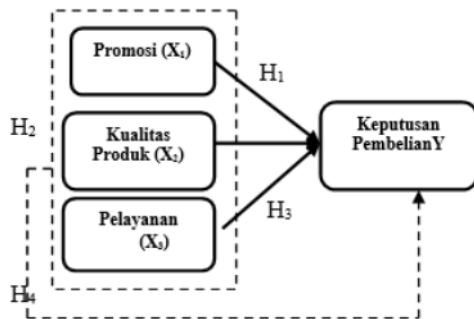 Promosi (X₁)
H₁
H₂
Kualitas
Produk (X₂)
Keputusan
PembelianY
Pelayanan
(X₃)
H₃
H4